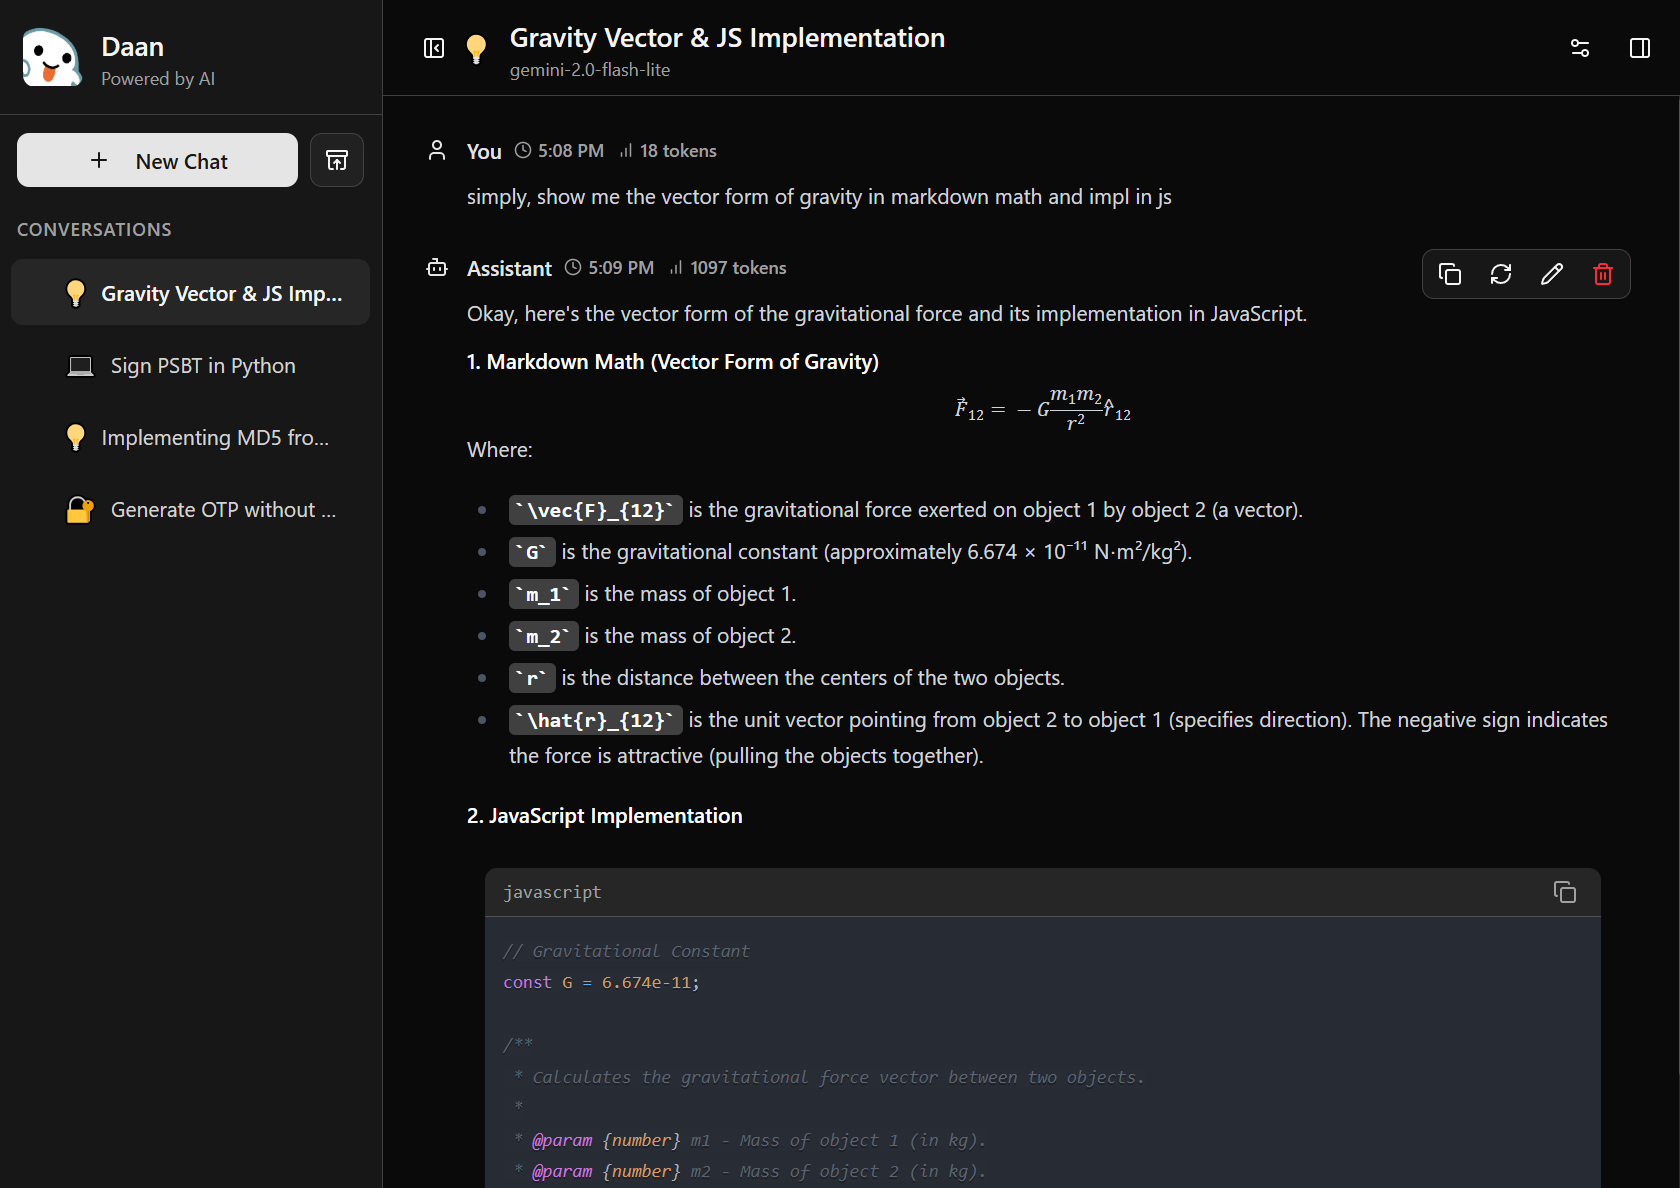 Daan
Powered by AI
New Chat
CONVERSATIONS
Gravity Vector & JS Imp...
Sign PSBT in Python
Implementing MD5 fro...
Generate OTP without ...
Gravity Vector & JS Implementation
gemini-2.0-flash-lite
You 5:08 PM 18 tokens
simply, show me the vector form of gravity in markdown math and impl in js
Assistant 5:09 PM 1097 tokens
Okay, here's the vector form of the gravitational force and its implementation in JavaScript.
1. Markdown Math (Vector Form of Gravity)
$\vec{F}_{12} = -G\frac{m_1 m_2}{r^2}\hat{r}_{12}$
Where:
`\\vec{F}_{12}` is the gravitational force exerted on object 1 by object 2 (a vector).
`G` is the gravitational constant (approximately 6.674 × 10⁻¹¹ N·m²/kg²).
`m_1` is the mass of object 1.
`m_2` is the mass of object 2.
`r` is the distance between the centers of the two objects.
`\\hat{r}_{12}` is the unit vector pointing from object 2 to object 1 (specifies direction). The negative sign indicates
the force is attractive (pulling the objects together).
2. JavaScript Implementation
javascript
// Gravitational Constant
const G = 6.674e-11;
/**
* Calculates the gravitational force vector between two objects.
*
* @param {number} m1 - Mass of object 1 (in kg).
* @param {number} m2 - Mass of object 2 (in kg).